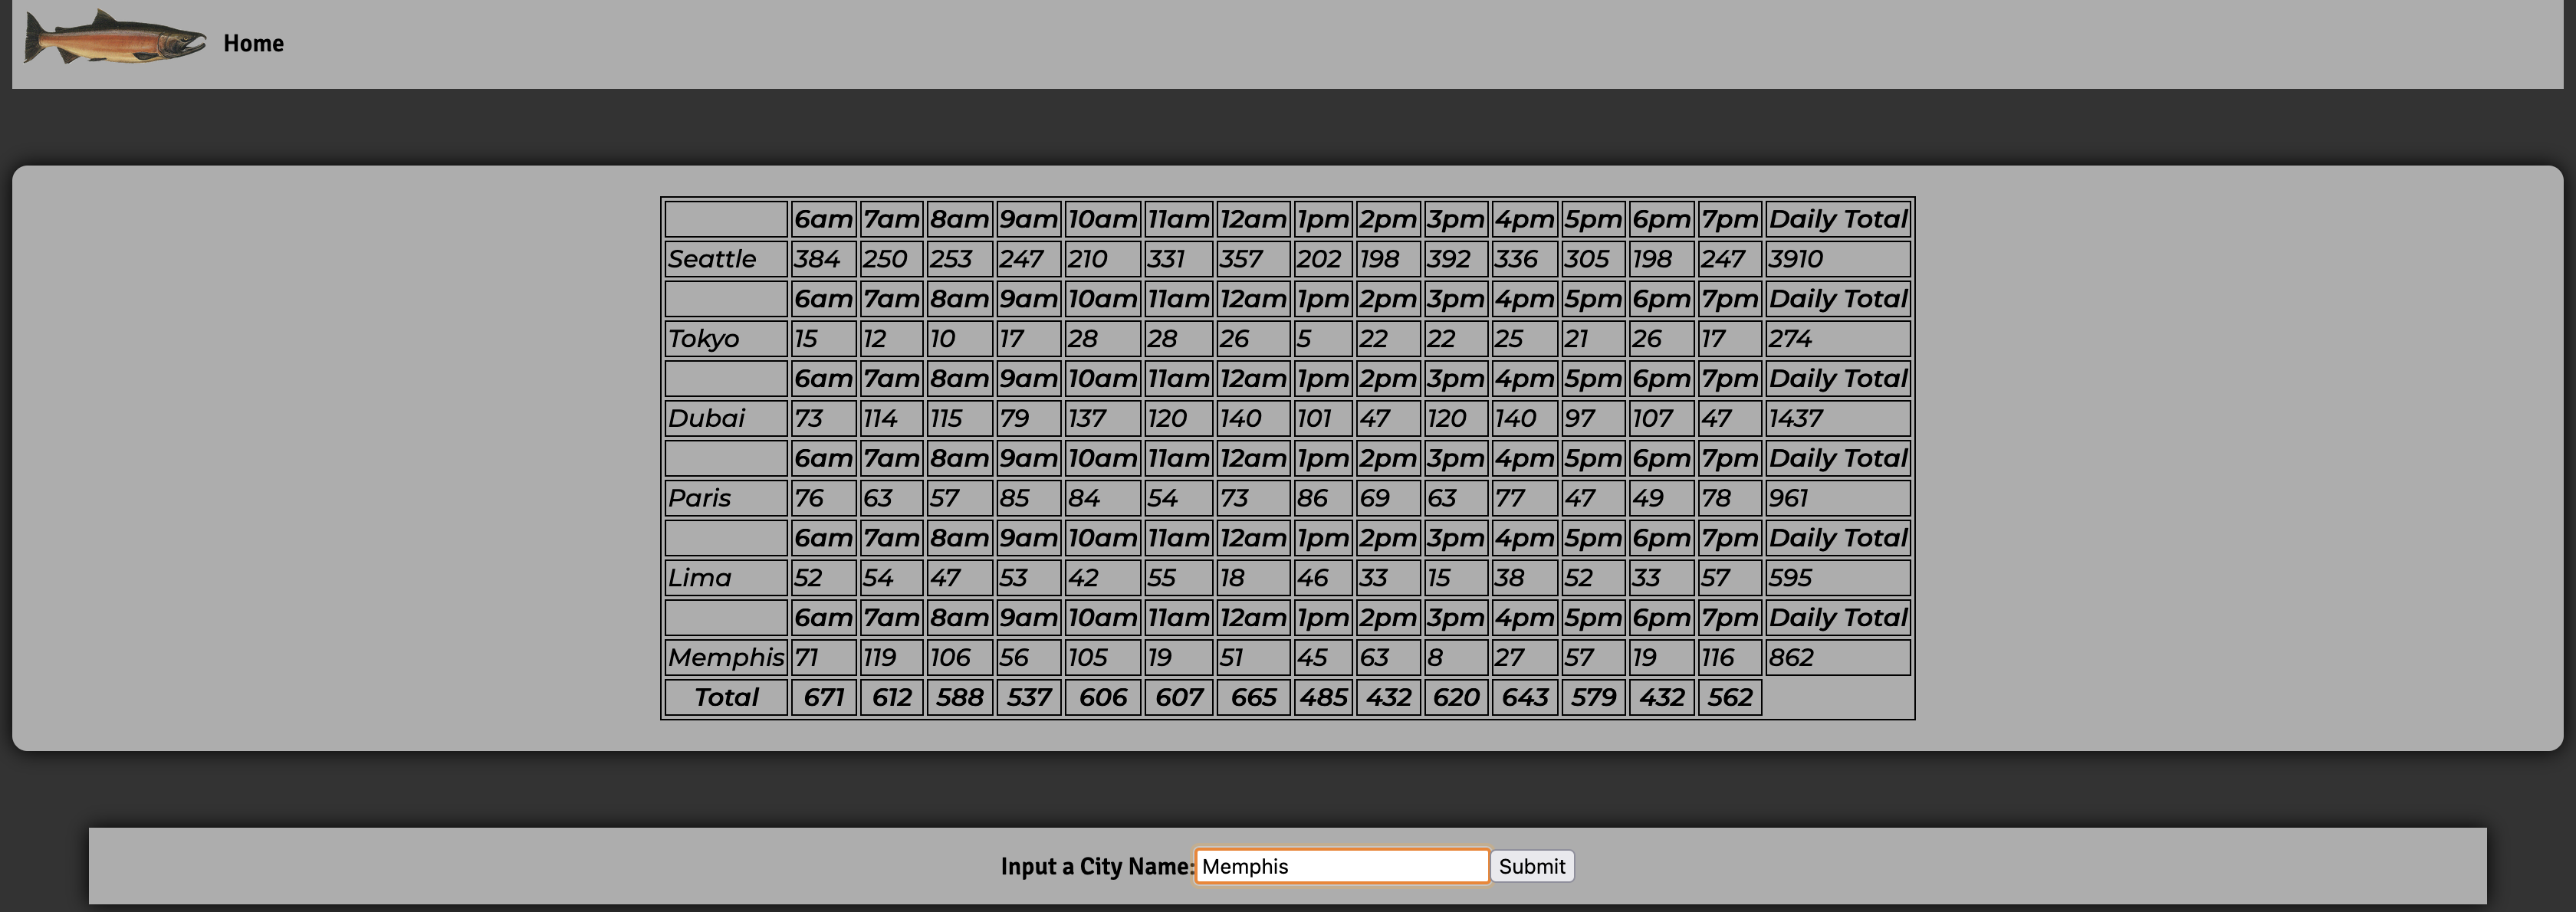 Home
6am 7am 8am 9am 10am 11am 12am 1pm 2pm 3pm 4pm 5pm 6pm 7pm Daily Total
Seattle 384 250 253 247 210 331 357 202 198 392 336 305 198 247 3910
6am 7am 8am 9am 10am 11am 12am 1pm 2pm 3pm 4pm 5pm 6pm 7pm Daily Total
Tokyo 15 12 10 17 28 28 26 5 22 22 25 21 26 17 274
6am 7am 8am 9am 10am 11am 12am 1pm 2pm 3pm 4pm 5pm 6pm 7pm Daily Total
Dubai 73 114 115 79 137 120 140 101 47 120 140 97 107 47 1437
6am 7am 8am 9am 10am 11am 12am 1pm 2pm 3pm 4pm 5pm 6pm 7pm Daily Total
Paris 76 63 57 85 84 54 73 86 69 63 77 47 49 78 961
6am 7am 8am 9am 10am 11am 12am 1pm 2pm 3pm 4pm 5pm 6pm 7pm Daily Total
Lima 52 54 47 53 42 55 18 46 33 15 38 52 33 57 595
6am 7am 8am 9am 10am 11am 12am 1pm 2pm 3pm 4pm 5pm 6pm 7pm Daily Total
Memphis 71 119 106 56 105 19 51 45 63 8 27 57 19 116 862
Total 671 612 588 537 606 607 665 485 432 620 643 579 432 562
Input a City Name: Memphis Submit